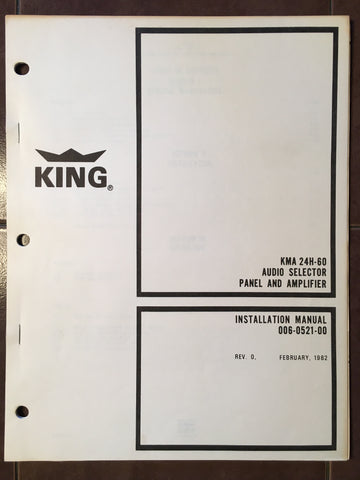 KING®
KMA 24H-60
AUDIO SELECTOR
PANEL AND AMPLIFIER
INSTALLATION MANUAL
006-0521-00
REV. 0, FEBRUARY, 1982